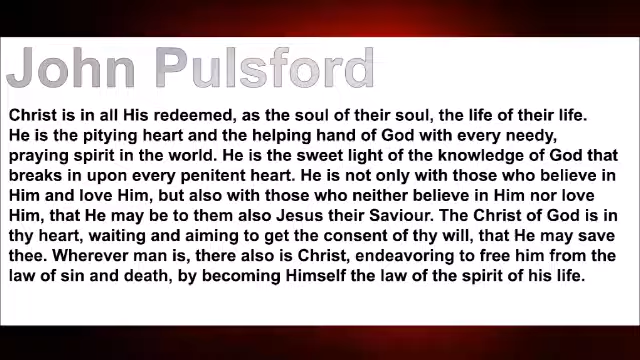 John Pulsford
Christ is in all His redeemed, as the soul of their soul, the life of their life.
He is the pitying heart and the helping hand of God with every needy,
praying spirit in the world. He is the sweet light of the knowledge of God that
breaks in upon every penitent heart. He is not only with those who believe in
Him and love Him, but also with those who neither believe in Him nor love
Him, that He may be to them also Jesus their Saviour. The Christ of God is in
thy heart, waiting and aiming to get the consent of thy will, that He may save
thee. Wherever man is, there also is Christ, endeavoring to free him from the
law of sin and death, by becoming Himself the law of the spirit of his life.